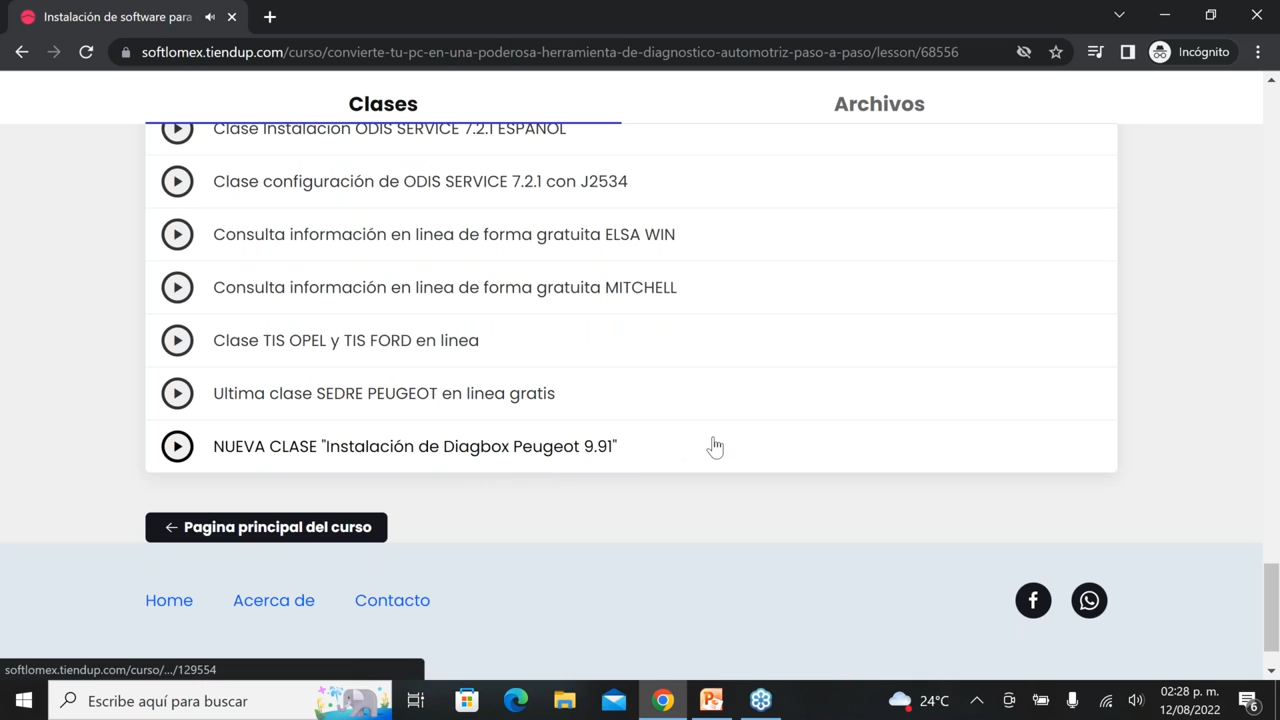 Instalación de software para
softlomex.tiendup.com/curso/convierte-tu-pc-en-una-poderosa-herramienta-de-diagnostico-automotriz-paso-a-paso/lesson/68556
Incógnito
Clases
Archivos
Clase Instalación ODIS SERVICE 7.2.1 ESPAÑOL
Clase configuración de ODIS SERVICE 7.2.1 con J2534
Consulta información en linea de forma gratuita ELSA WIN
Consulta información en linea de forma gratuita MITCHELL
Clase TIS OPEL y TIS FORD en linea
Ultima clase SEDRE PEUGEOT en linea gratis
NUEVA CLASE "Instalación de Diagbox Peugeot 9.91"
← Pagina principal del curso
Home
Acerca de
Contacto
softlomex.tiendup.com/curso/.../129554
Escribe aquí para buscar
24°C
02:28 p. m.
12/08/2022
6